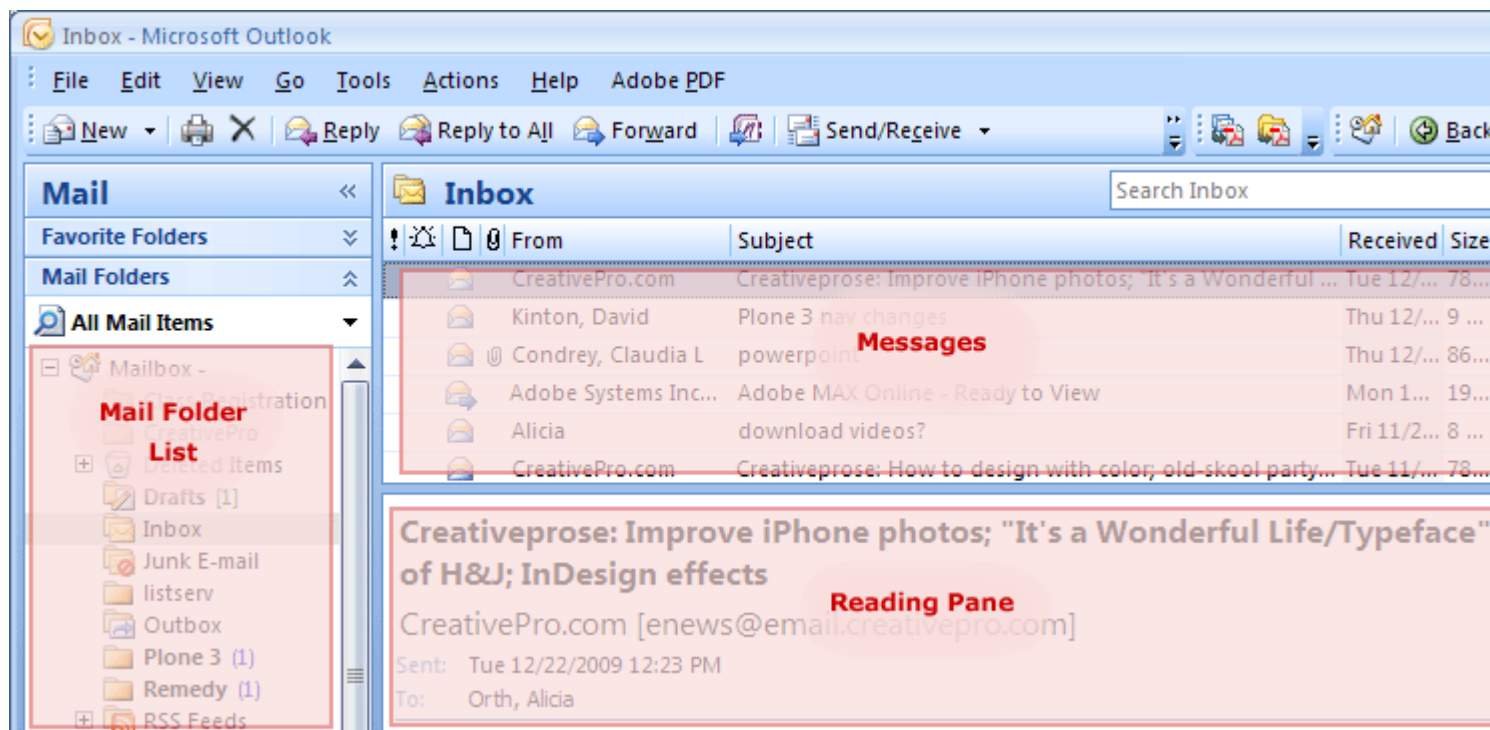 Inbox - Microsoft Outlook
File Edit View Go Tools Actions Help Adobe PDF
New Reply Reply to All Forward Send/Receive Back
Mail «
Favorite Folders
Mail Folders
All Mail Items
Mailbox -
Class Registration
CreativePro
Deleted Items
Drafts [1]
Inbox
Junk E-mail
listserv
Outbox
Plone 3 (1)
Remedy (1)
RSS Feeds
Mail Folder
List
Inbox Search Inbox
! From Subject Received Size
CreativePro.com Creativeprose: Improve iPhone photos; "It's a Wonderful ... Tue 12/... 78...
Kinton, David Plone 3 nav changes Thu 12/... 9 ...
Condrey, Claudia L powerpoint Thu 12/... 86...
Adobe Systems Inc... Adobe MAX Online - Ready to View Mon 1... 19...
Alicia download videos? Fri 11/2... 8 ...
CreativePro.com Creativeprose: How to design with color; old-skool party... Tue 11/... 78...
Messages
Creativeprose: Improve iPhone photos; "It's a Wonderful Life/Typeface"
of H&J; InDesign effects
Reading Pane
CreativePro.com [enews@email.creativepro.com]
Sent: Tue 12/22/2009 12:23 PM
To: Orth, Alicia